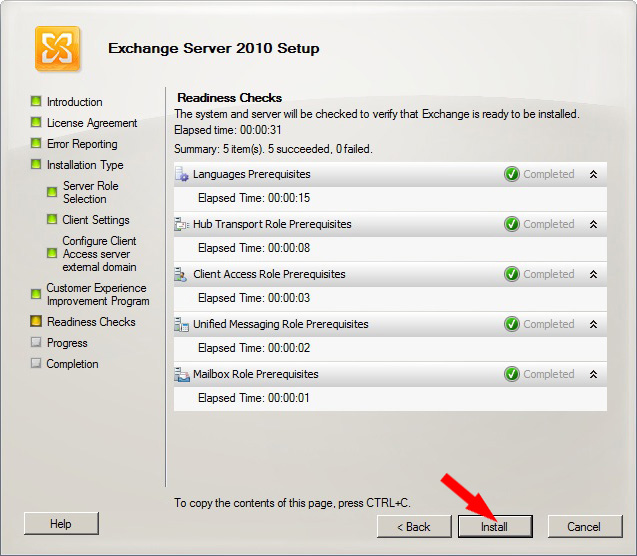 Exchange Server 2010 Setup
Introduction
License Agreement
Error Reporting
Installation Type
Server Role
Selection
Client Settings
Configure Client
Access server
external domain
Customer Experience
Improvement Program
Readiness Checks
Progress
Completion
Readiness Checks
The system and server will be checked to verify that Exchange is ready to be installed.
Elapsed time: 00:00:31
Summary: 5 item(s). 5 succeeded, 0 failed.
Languages Prerequisites Completed
Elapsed Time: 00:00:15
Hub Transport Role Prerequisites Completed
Elapsed Time: 00:00:08
Client Access Role Prerequisites Completed
Elapsed Time: 00:00:03
Unified Messaging Role Prerequisites Completed
Elapsed Time: 00:00:02
Mailbox Role Prerequisites Completed
Elapsed Time: 00:00:01
To copy the contents of this page, press CTRL+C.
Help < Back Install Cancel